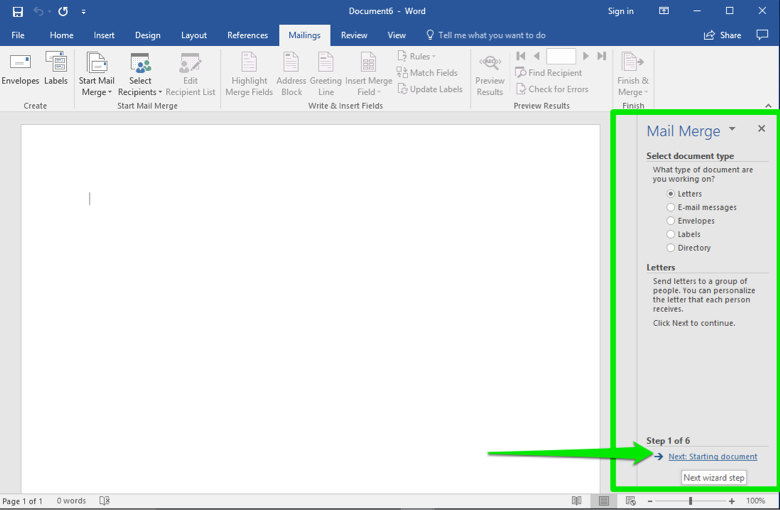 Document6 - Word
Sign in
File Home Insert Design Layout References Mailings Review View Tell me what you want to do Share
Envelopes Labels
Create
Start Mail Merge
Select Recipients
Edit Recipient List
Start Mail Merge
Highlight Merge Fields
Address Block
Greeting Line
Insert Merge Field
Rules
Match Fields
Update Labels
Write & Insert Fields
ABC
Preview Results
Find Recipient
Check for Errors
Preview Results
Finish & Merge
Finish
Mail Merge
Select document type
What type of document are
you working on?
Letters
E-mail messages
Envelopes
Labels
Directory
Letters
Send letters to a group of
people. You can personalize
the letter that each person
receives.
Click Next to continue.
Step 1 of 6
Next: Starting document
Next wizard step
Page 1 of 1 0 words 100%